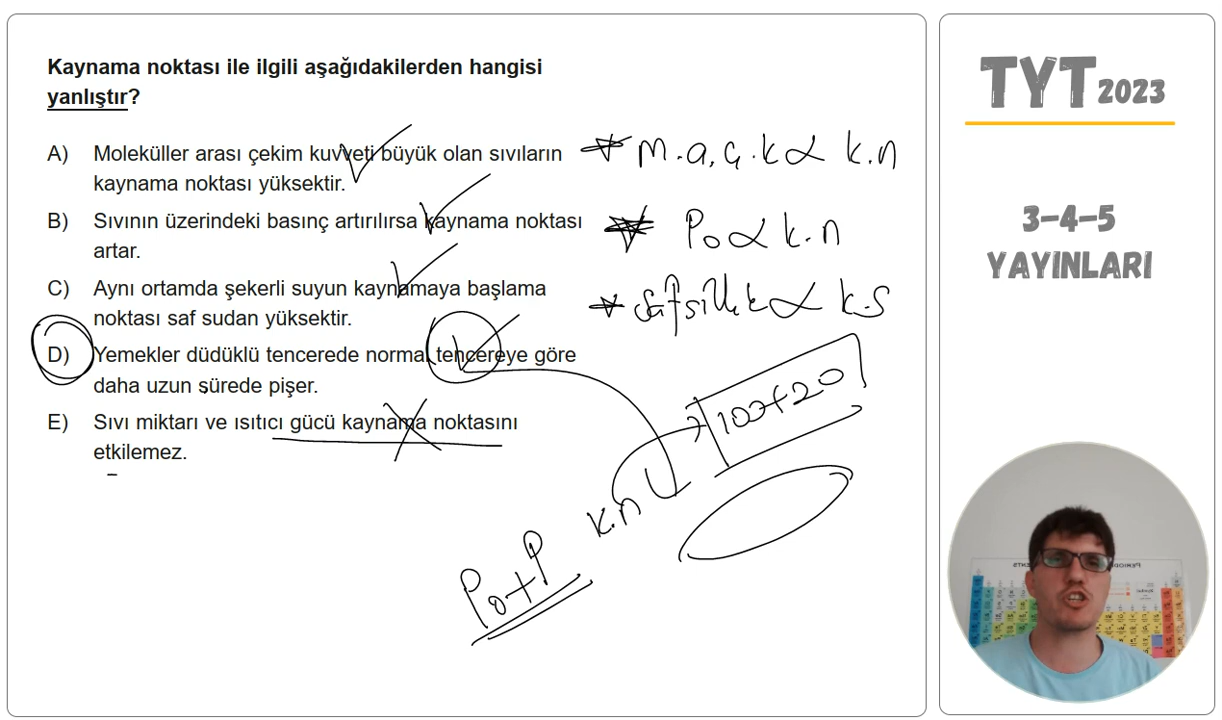 Kaynama noktası ile ilgili aşağıdakilerden hangisi
yanlıştır?
A) Moleküller arası çekim kuvveti büyük olan sıvıların
kaynama noktası yüksektir.
B) Sıvının üzerindeki basınç artırılırsa kaynama noktası
artar.
C) Aynı ortamda şekerli suyun kaynamaya başlama
noktası saf sudan yüksektir.
D) Yemekler düdüklü tencerede normal tencereye göre
daha uzun sürede pişer.
E) Sıvı miktarı ve ısıtıcı gücü kaynama noktasını
etkilemez.
m.a.ç.k α k.n
P₀ α k.n
α k.s
100+20
k.n
P₀+P
TYT 2023
3-4-5
YAYINLARI